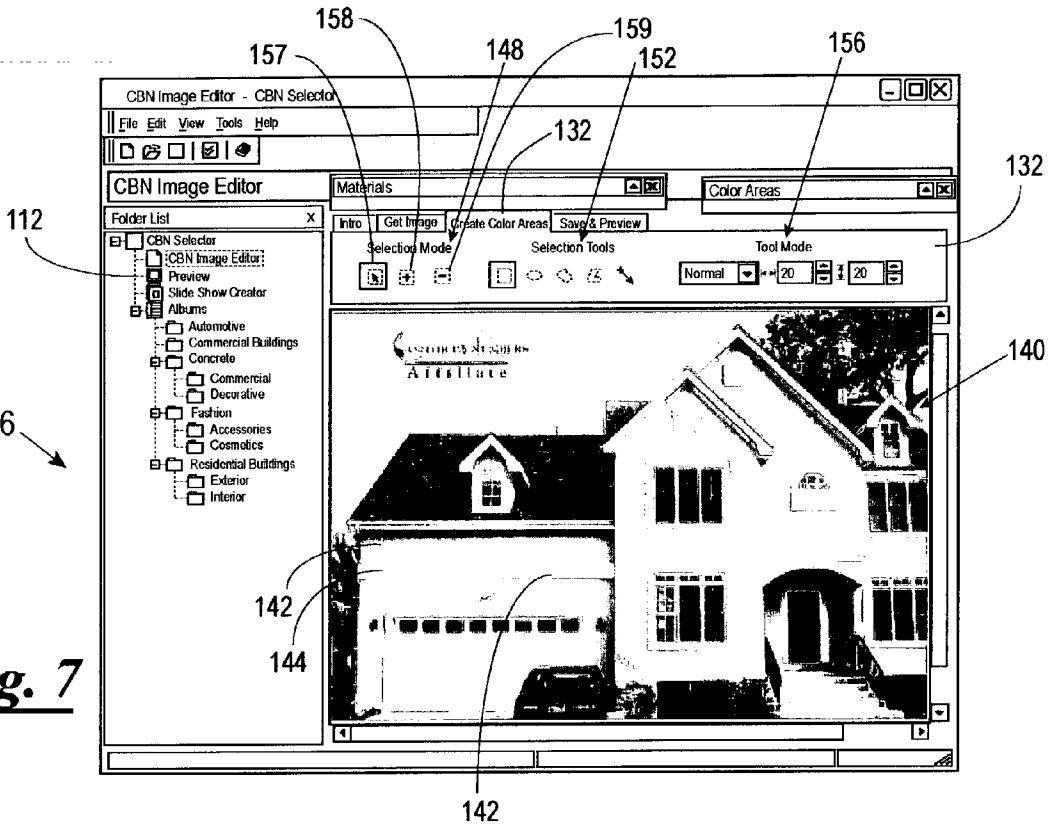 158
159
157
148
152
156
CBN Image Editor - CBN Selector
File Edit View Tools Help
132
CBN Image Editor
Materials
Color Areas
132
Folder List X
Intro Get Image Create Color Areas Save & Preview
112
CBN Selector
CBN Image Editor
Preview
Slide Show Creator
Albums
Automotive
Commercial Buildings
Concrete
Commercial
Decorative
Fashion
Accessories
Cosmetics
Residential Buildings
Exterior
Interior
Selection Mode Selection Tools Tool Mode
Normal 20 20
Affiliate
140
6
142
144
142
g. 7
142